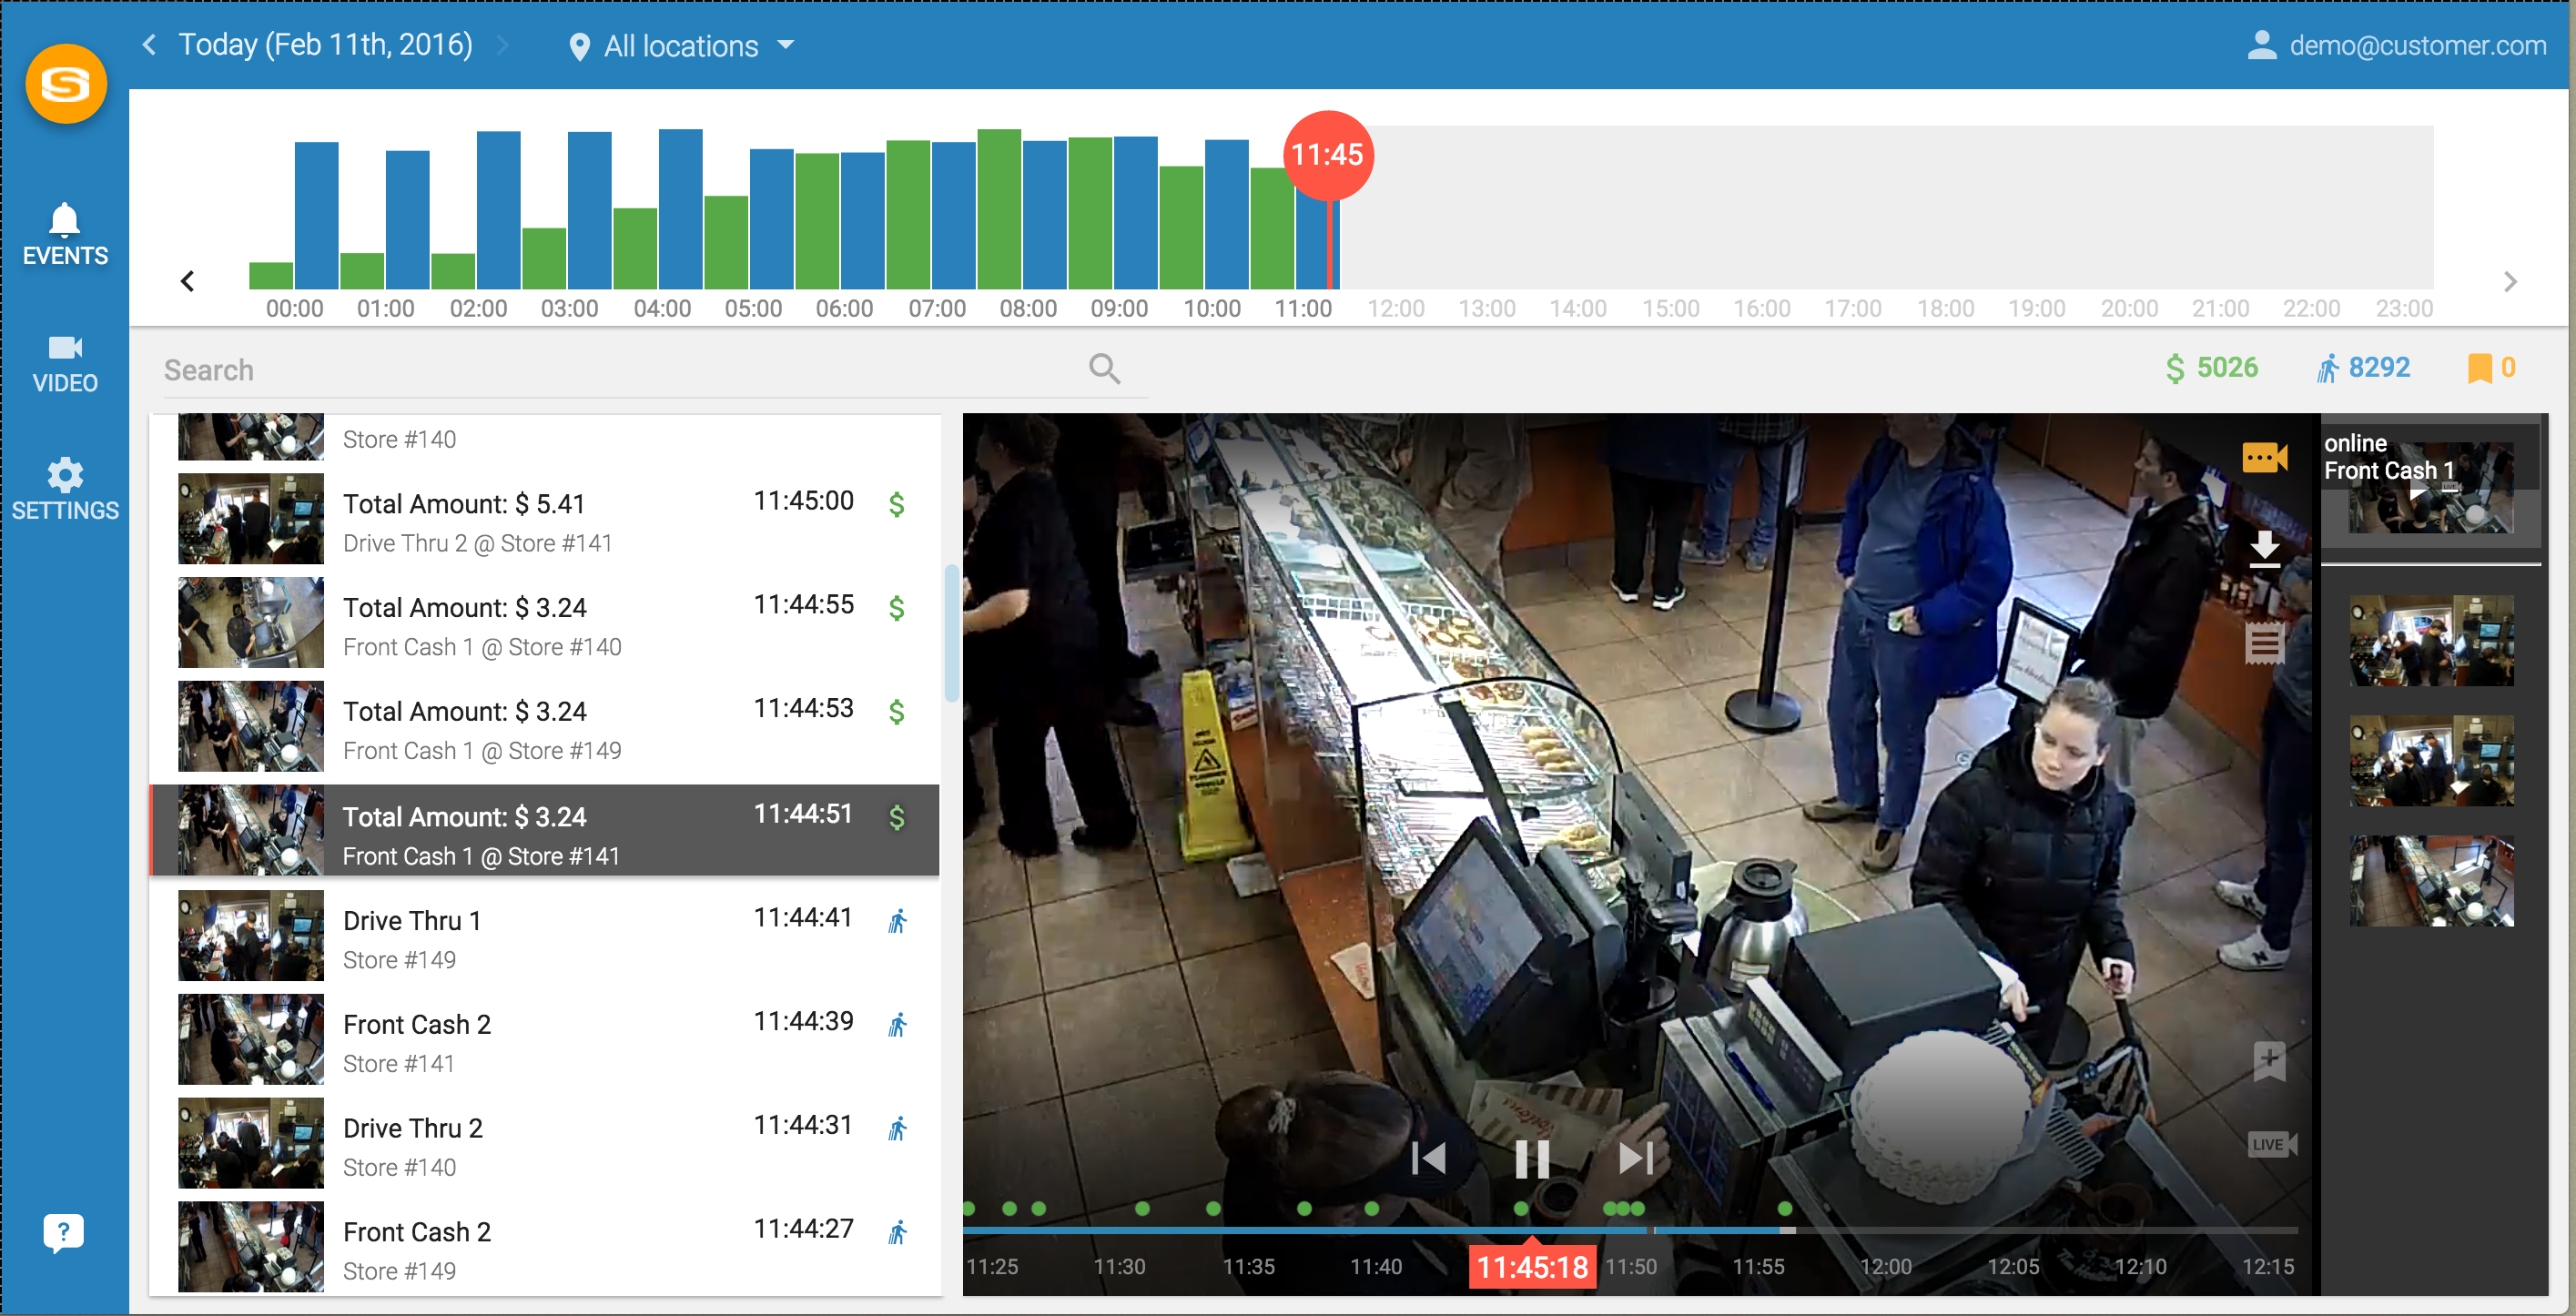 S
Today (Feb 11th, 2016)
All locations
demo@customer.com
EVENTS
VIDEO
SETTINGS
?
11:45
00:00 01:00 02:00 03:00 04:00 05:00 06:00 07:00 08:00 09:00 10:00 11:00 12:00 13:00 14:00 15:00 16:00 17:00 18:00 19:00 20:00 21:00 22:00 23:00
Search
$ 5026 8292 0
Store #140
Total Amount: $ 5.41 11:45:00 $
Drive Thru 2 @ Store #141
Total Amount: $ 3.24 11:44:55 $
Front Cash 1 @ Store #140
Total Amount: $ 3.24 11:44:53 $
Front Cash 1 @ Store #149
Total Amount: $ 3.24 11:44:51 $
Front Cash 1 @ Store #141
Drive Thru 1 11:44:41
Store #149
Front Cash 2 11:44:39
Store #141
Drive Thru 2 11:44:31
Store #140
Front Cash 2 11:44:27
Store #149
online
Front Cash 1
LIVE
11:25 11:30 11:35 11:40 11:45:18 11:50 11:55 12:00 12:05 12:10 12:15